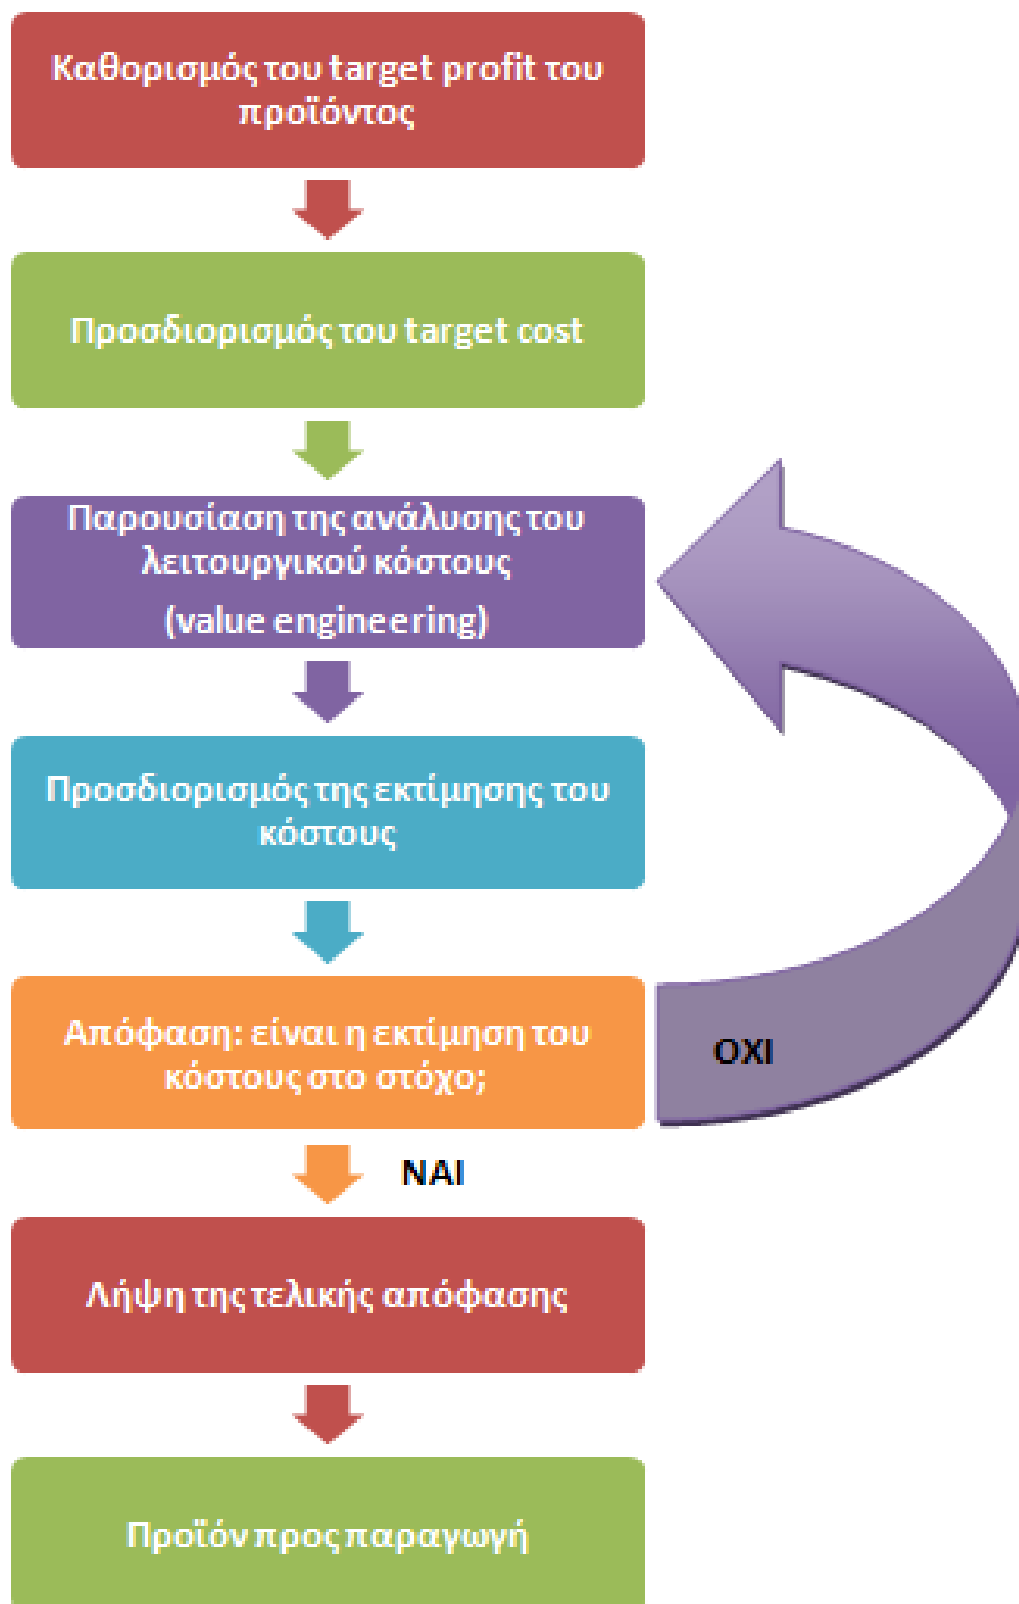 Καθορισμός του target profit του
προϊόντος
Προσδιορισμός του target cost
Παρουσίαση της ανάλυσης του
λειτουργικού κόστους
(value engineering)
Προσδιορισμός της εκτίμησης του
κόστους
Απόφαση: είναι η εκτίμηση του
κόστους στο στόχο;
ΟΧΙ
ΝΑΙ
Λήψη της τελικής απόφασης
Προϊόν προς παραγωγή